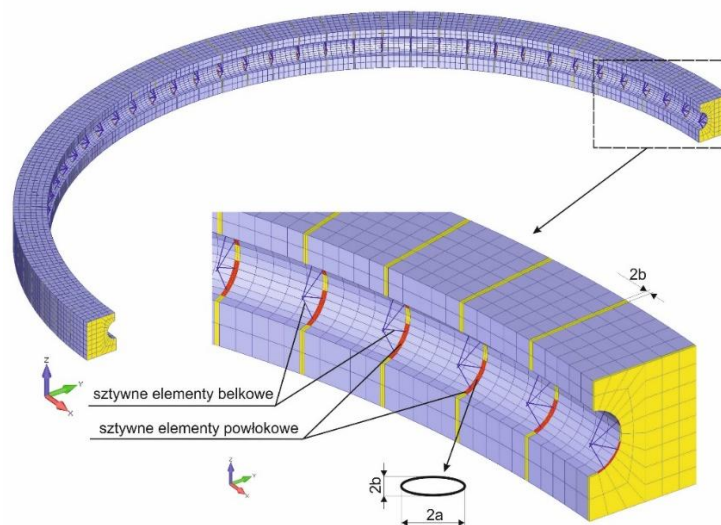 2b
sztywne elementy belkowe
sztywne elementy powłokowe
Z
Y
X
Z
Y
X
2b
2a